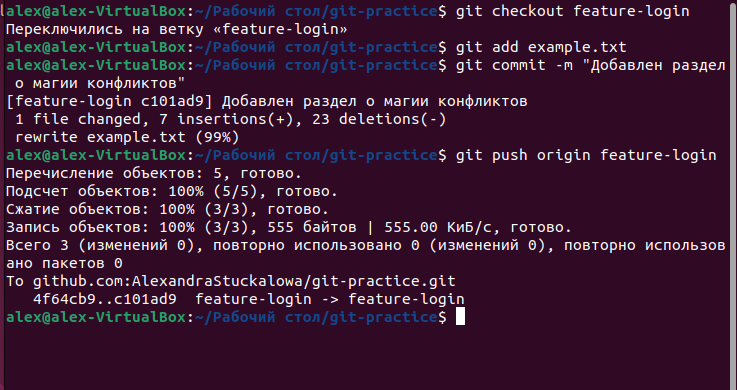 alex@alex-VirtualBox:~/Рабочий стол/git-practice$ git checkout feature-login
Переключились на ветку «feature-login»
alex@alex-VirtualBox:~/Рабочий стол/git-practice$ git add example.txt
alex@alex-VirtualBox:~/Рабочий стол/git-practice$ git commit -m "Добавлен раздел
 о магии конфликтов"
[feature-login c101ad9] Добавлен раздел о магии конфликтов
 1 file changed, 7 insertions(+), 23 deletions(-)
 rewrite example.txt (99%)
alex@alex-VirtualBox:~/Рабочий стол/git-practice$ git push origin feature-login
Перечисление объектов: 5, готово.
Подсчет объектов: 100% (5/5), готово.
Сжатие объектов: 100% (3/3), готово.
Запись объектов: 100% (3/3), 555 байтов | 555.00 КиБ/с, готово.
Всего 3 (изменений 0), повторно использовано 0 (изменений 0), повторно использов
ано пакетов 0
To github.com:AlexandraStuckalowa/git-practice.git
   4f64cb9..c101ad9  feature-login -> feature-login
alex@alex-VirtualBox:~/Рабочий стол/git-practice$